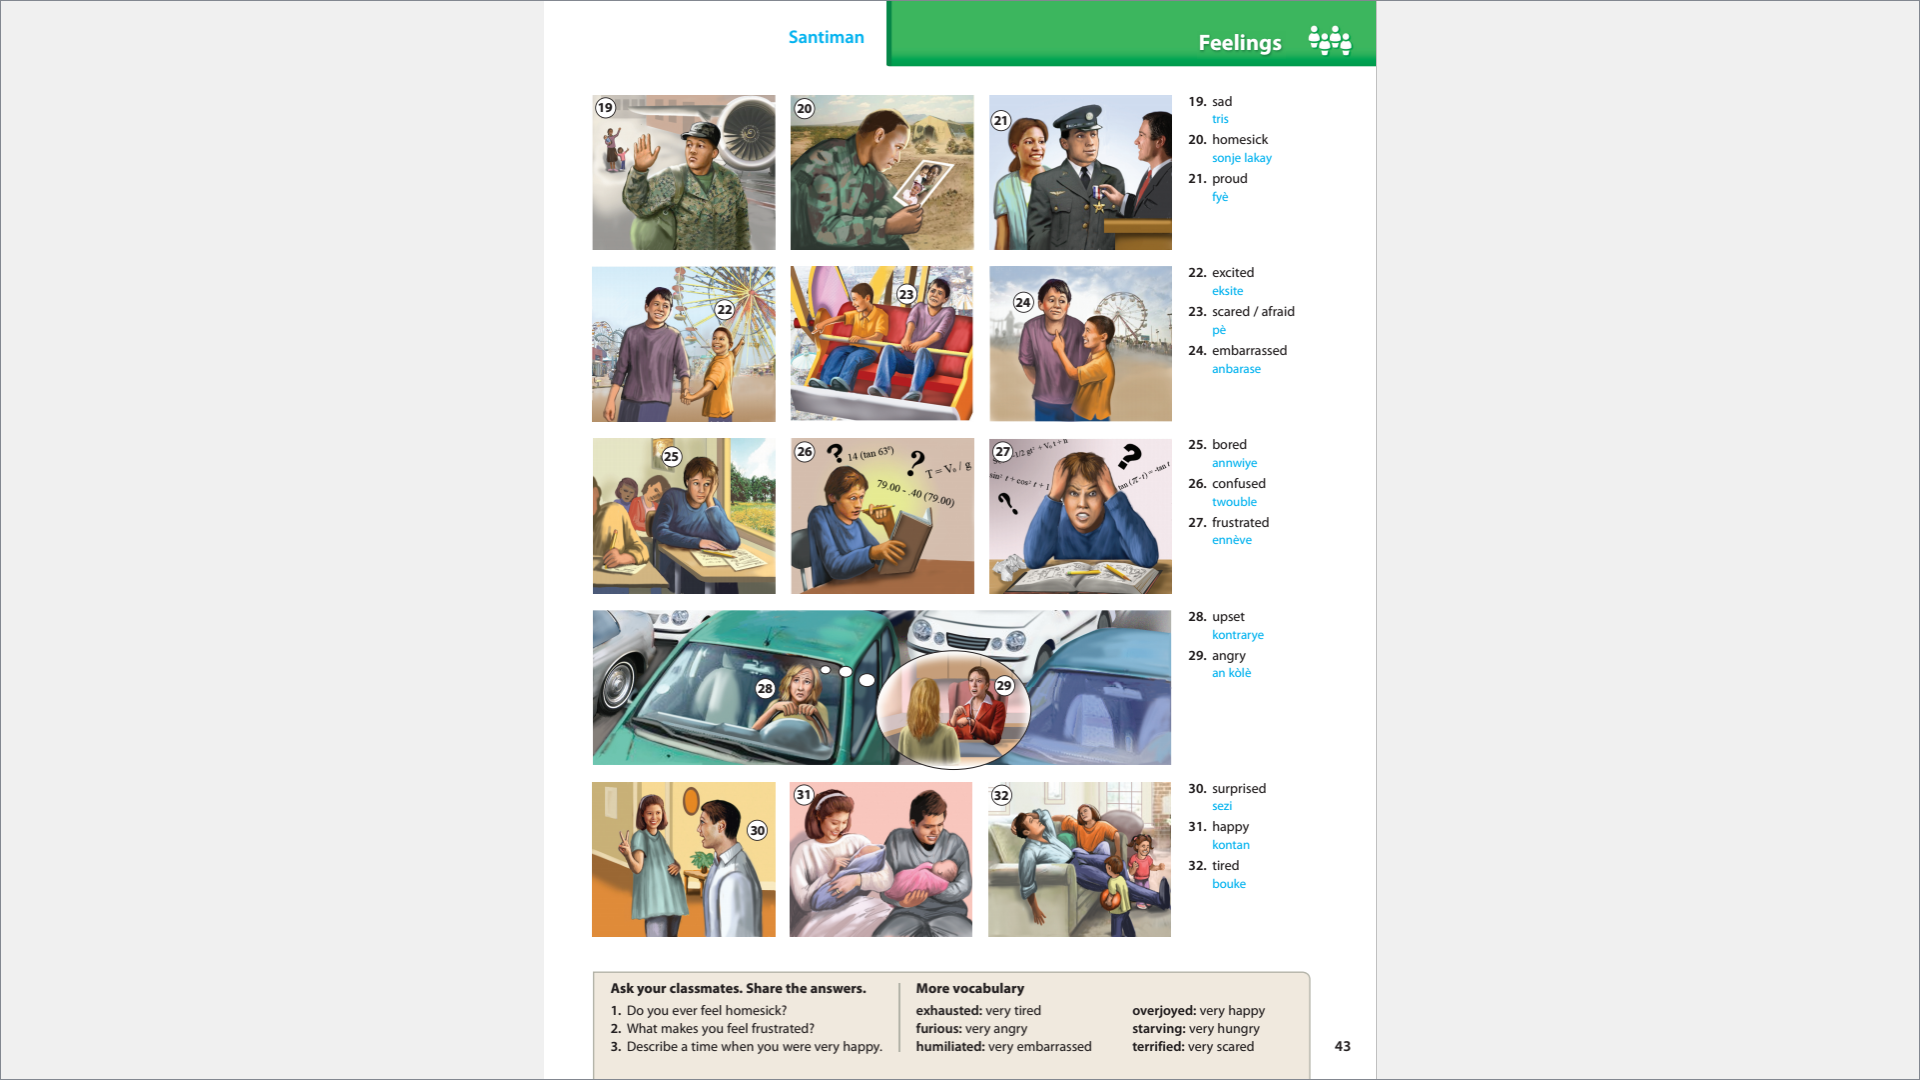 Santiman
Feelings
19
20
21
19. sad
tris
20. homesick
sonje lakay
21. proud
fyè
22
23
24
22. excited
eksite
23. scared / afraid
pè
24. embarrassed
anbarase
25
26
? 14 (tan 63°) ?
T = V₀ / g
79.00 - .40 (79.00)
27
?
?
25. bored
annwiye
26. confused
twouble
27. frustrated
ennève
28
29
28. upset
kontrarye
29. angry
an kòlè
30
31
32
30. surprised
sezi
31. happy
kontan
32. tired
bouke
Ask your classmates. Share the answers.
1. Do you ever feel homesick?
2. What makes you feel frustrated?
3. Describe a time when you were very happy.
More vocabulary
exhausted: very tired
furious: very angry
humiliated: very embarrassed
overjoyed: very happy
starving: very hungry
terrified: very scared
43